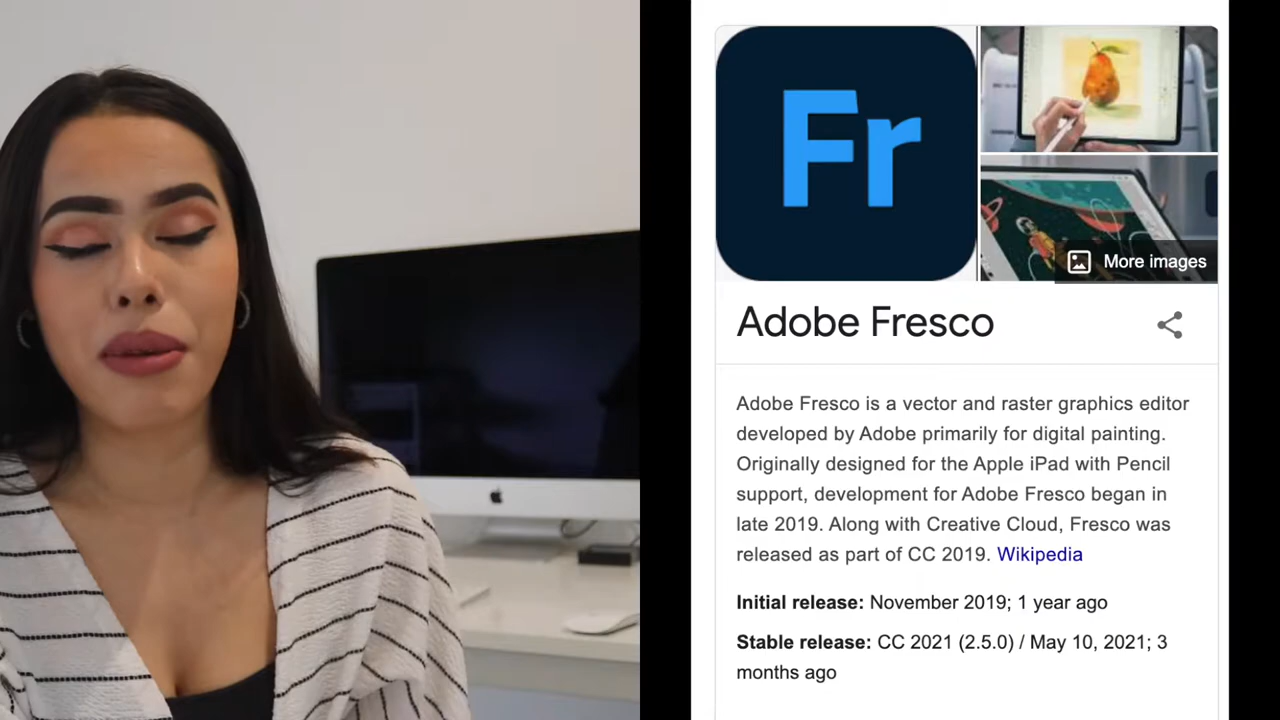 Fr
More images
Adobe Fresco
Adobe Fresco is a vector and raster graphics editor
developed by Adobe primarily for digital painting.
Originally designed for the Apple iPad with Pencil
support, development for Adobe Fresco began in
late 2019. Along with Creative Cloud, Fresco was
released as part of CC 2019. Wikipedia
Initial release: November 2019; 1 year ago
Stable release: CC 2021 (2.5.0) / May 10, 2021; 3
months ago